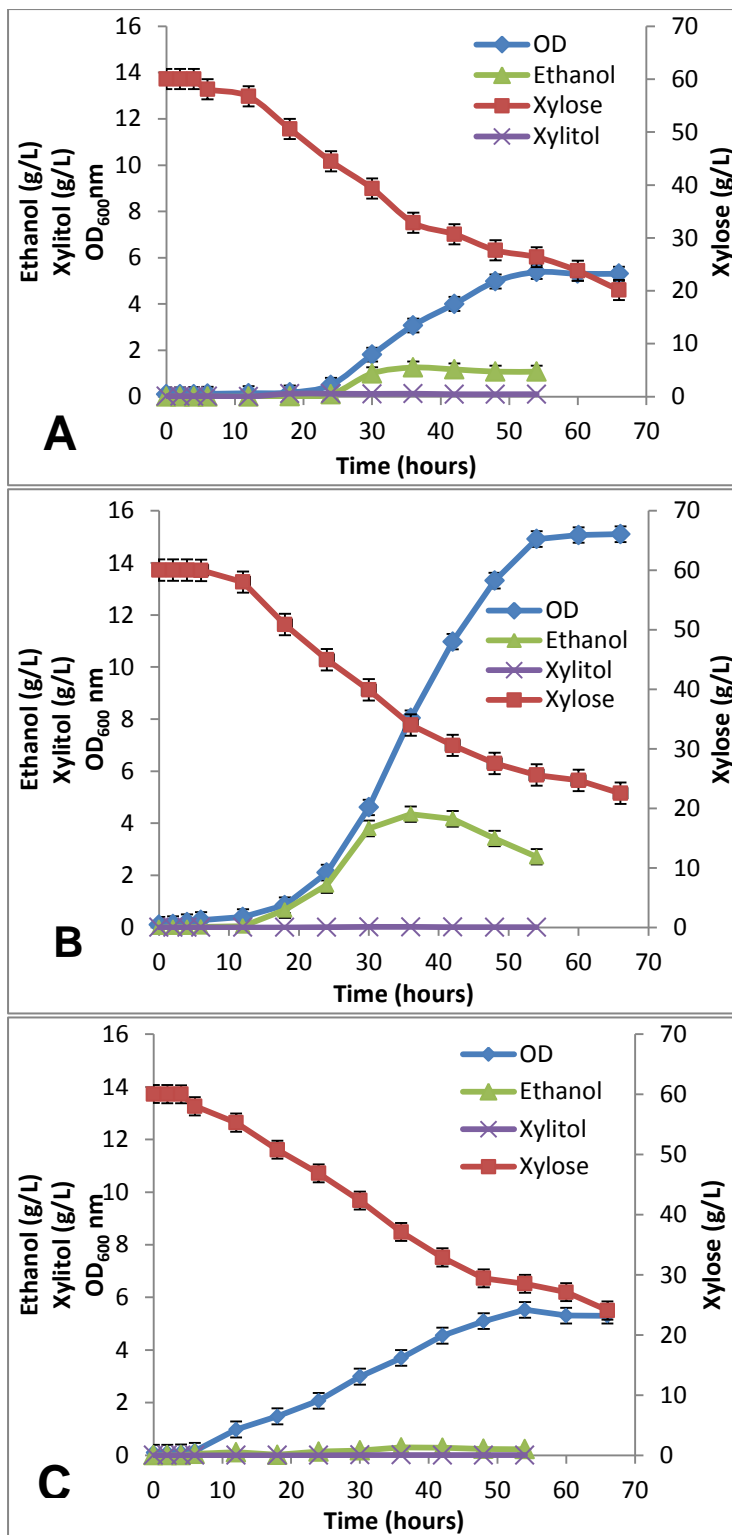 16
14
12
10
8
6
4
2
0
Ethanol (g/L)
Xylitol (g/L)
OD600nm
70
60
50
40
30
20
10
0
Xylose (g/L)
OD
Ethanol
Xylose
Xylitol
0 10 20 30 40 50 60 70
Time (hours)
A
16
14
12
10
8
6
4
2
0
Ethanol (g/L)
Xylitol (g/L)
OD600 nm
70
60
50
40
30
20
10
0
Xylose (g/L)
OD
Ethanol
Xylitol
Xylose
0 10 20 30 40 50 60 70
Time (hours)
B
16
14
12
10
8
6
4
2
0
Ethanol (g/L)
Xylitol (g/L)
OD600 nm
70
60
50
40
30
20
10
0
Xylose (g/L)
OD
Ethanol
Xylitol
Xylose
0 10 20 30 40 50 60 70
Time (hours)
C